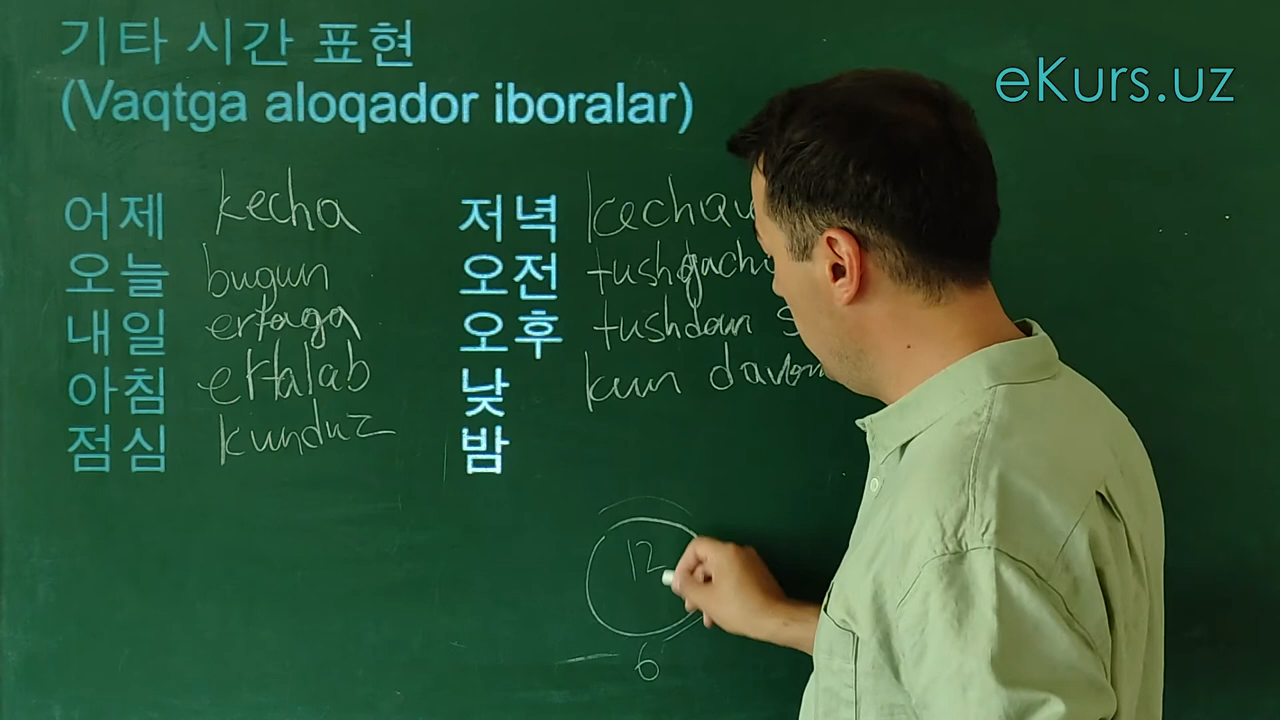 기타 시간 표현
(Vaqtga aloqador iboralar)
eKurs.uz
어제 kecha
오늘 bugun
내일 ertaga
아침 ertalab
점심 kunduz
저녁
오전
오후 tushdan
낮 kun
밤
12
6